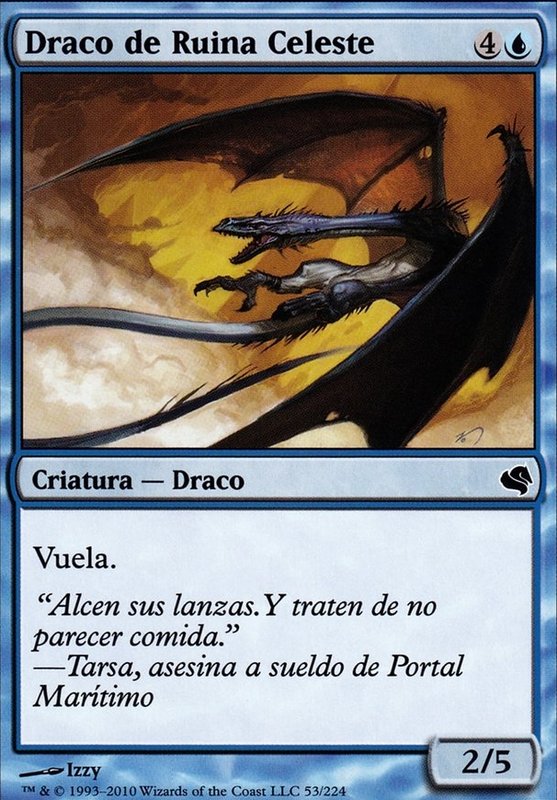 Draco de Ruina Celeste 4
Criatura — Draco
Vuela.
“Alcen sus lanzas. Y traten de no
parecer comida.”
—Tarsa, asesina a sueldo de Portal
Marítimo
2/5
Izzy
™ & © 1993–2010 Wizards of the Coast LLC 53/224